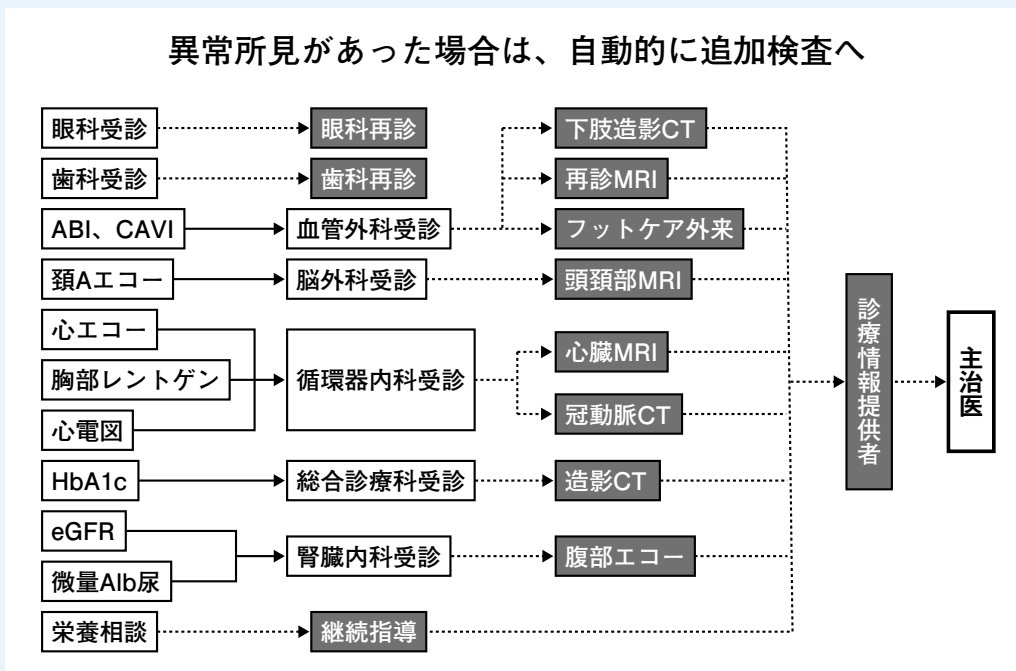 異常所見があった場合は、自動的に追加検査へ
眼科受診
眼科再診
下肢造影CT
歯科受診
歯科再診
再診MRI
ABI、CAVI
血管外科受診
フットケア外来
頚Aエコー
脳外科受診
頭頚部MRI
心エコー
胸部レントゲン
心電図
循環器内科受診
心臓MRI
冠動脈CT
HbA1c
総合診療科受診
造影CT
eGFR
微量Alb尿
腎臓内科受診
腹部エコー
栄養相談
継続指導
診療情報提供者
主治医